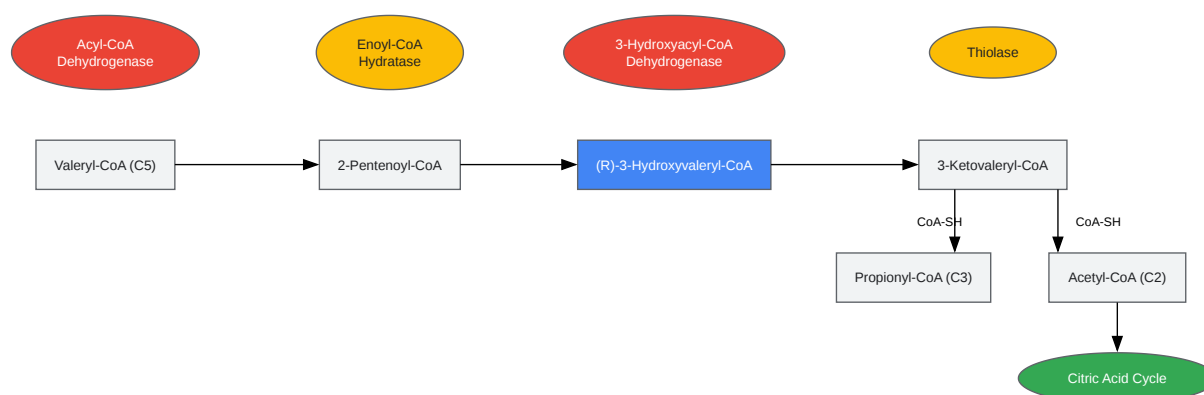 Acyl-CoA
Dehydrogenase
Enoyl-CoA
Hydratase
3-Hydroxyacyl-CoA
Dehydrogenase
Thiolase
Valeryl-CoA (C5)
2-Pentenoyl-CoA
(R)-3-Hydroxyvaleryl-CoA
3-Ketovaleryl-CoA
CoA-SH
CoA-SH
Propionyl-CoA (C3)
Acetyl-CoA (C2)
Citric Acid Cycle